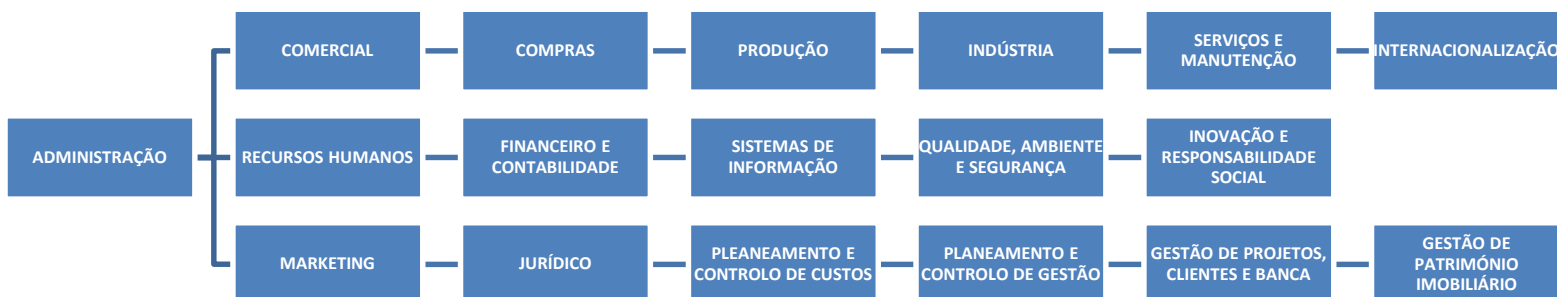 COMERCIAL
COMPRAS
PRODUÇÃO
INDÚSTRIA
SERVIÇOS E
MANUTENÇÃO
INTERNACIONALIZAÇÃO
ADMINISTRAÇÃO
RECURSOS HUMANOS
FINANCEIRO E
CONTABILIDADE
SISTEMAS DE
INFORMAÇÃO
QUALIDADE, AMBIENTE
E SEGURANÇA
INOVAÇÃO E
RESPONSABILIDADE
SOCIAL
MARKETING
JURÍDICO
PLEANEAMENTO E
CONTROLO DE CUSTOS
PLANEAMENTO E
CONTROLO DE GESTÃO
GESTÃO DE PROJETOS,
CLIENTES E BANCA
GESTÃO DE
PATRIMÓNIO
IMOBILIÁRIO